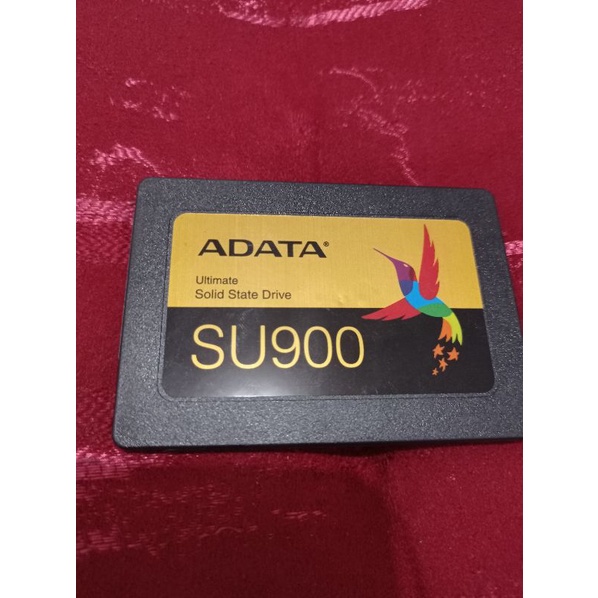 ADATA®
Ultimate
Solid State Drive
SU900